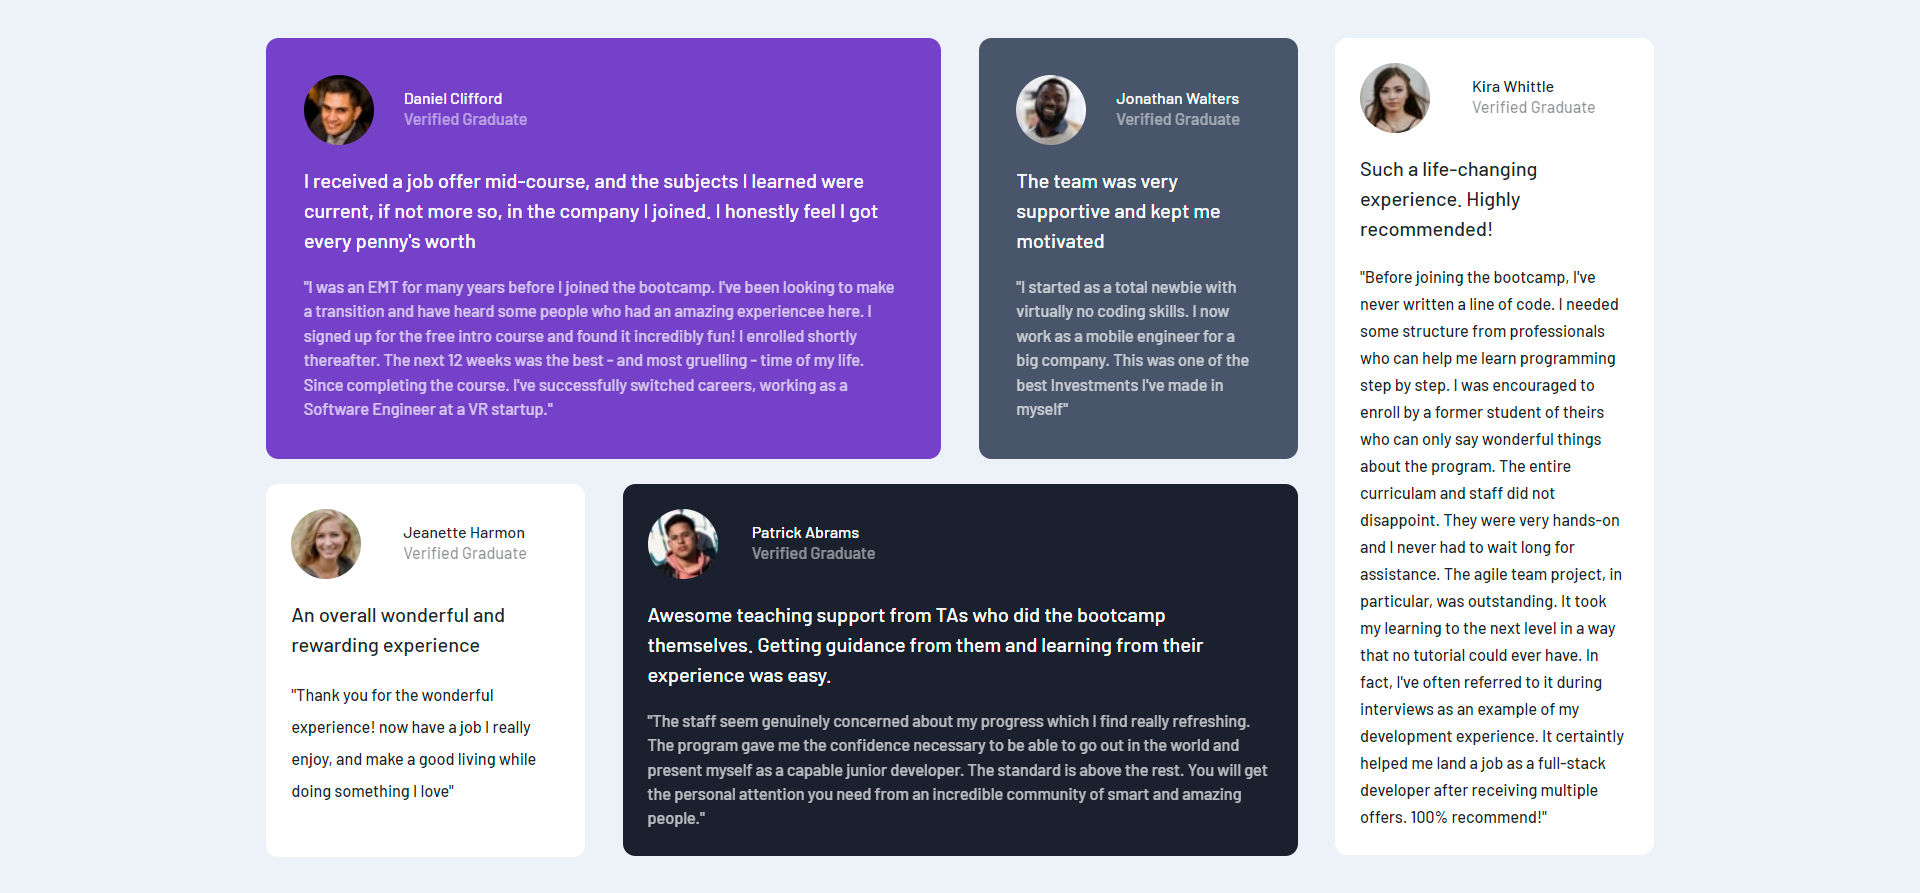 Daniel Clifford
Verified Graduate
I received a job offer mid-course, and the subjects I learned were
current, if not more so, in the company I joined. I honestly feel I got
every penny's worth
"I was an EMT for many years before I joined the bootcamp. I've been looking to make
a transition and have heard some people who had an amazing experiencee here. I
signed up for the free intro course and found it incredibly fun! I enrolled shortly
thereafter. The next 12 weeks was the best - and most gruelling - time of my life.
Since completing the course. I've successfully switched careers, working as a
Software Engineer at a VR startup."
Jonathan Walters
Verified Graduate
The team was very
supportive and kept me
motivated
"I started as a total newbie with
virtually no coding skills. I now
work as a mobile engineer for a
big company. This was one of the
best Investments I've made in
myself"
Kira Whittle
Verified Graduate
Such a life-changing
experience. Highly
recommended!
"Before joining the bootcamp, I've
never written a line of code. I needed
some structure from professionals
who can help me learn programming
step by step. I was encouraged to
enroll by a former student of theirs
who can only say wonderful things
about the program. The entire
curriculam and staff did not
disappoint. They were very hands-on
and I never had to wait long for
assistance. The agile team project, in
particular, was outstanding. It took
my learning to the next level in a way
that no tutorial could ever have. In
fact, I've often referred to it during
interviews as an example of my
development experience. It certaintly
helped me land a job as a full-stack
developer after receiving multiple
offers. 100% recommend!"
Jeanette Harmon
Verified Graduate
An overall wonderful and
rewarding experience
"Thank you for the wonderful
experience! now have a job I really
enjoy, and make a good living while
doing something I love"
Patrick Abrams
Verified Graduate
Awesome teaching support from TAs who did the bootcamp
themselves. Getting guidance from them and learning from their
experience was easy.
"The staff seem genuinely concerned about my progress which I find really refreshing.
The program gave me the confidence necessary to be able to go out in the world and
present myself as a capable junior developer. The standard is above the rest. You will get
the personal attention you need from an incredible community of smart and amazing
people."